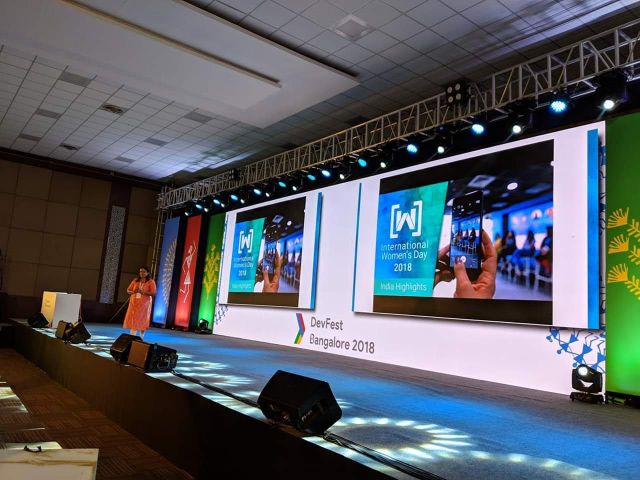 [W]
International
Women's Day
2018
India Highlights
[W]
International
Women's Day
2018
India Highlights
DevFest
Bangalore 2018